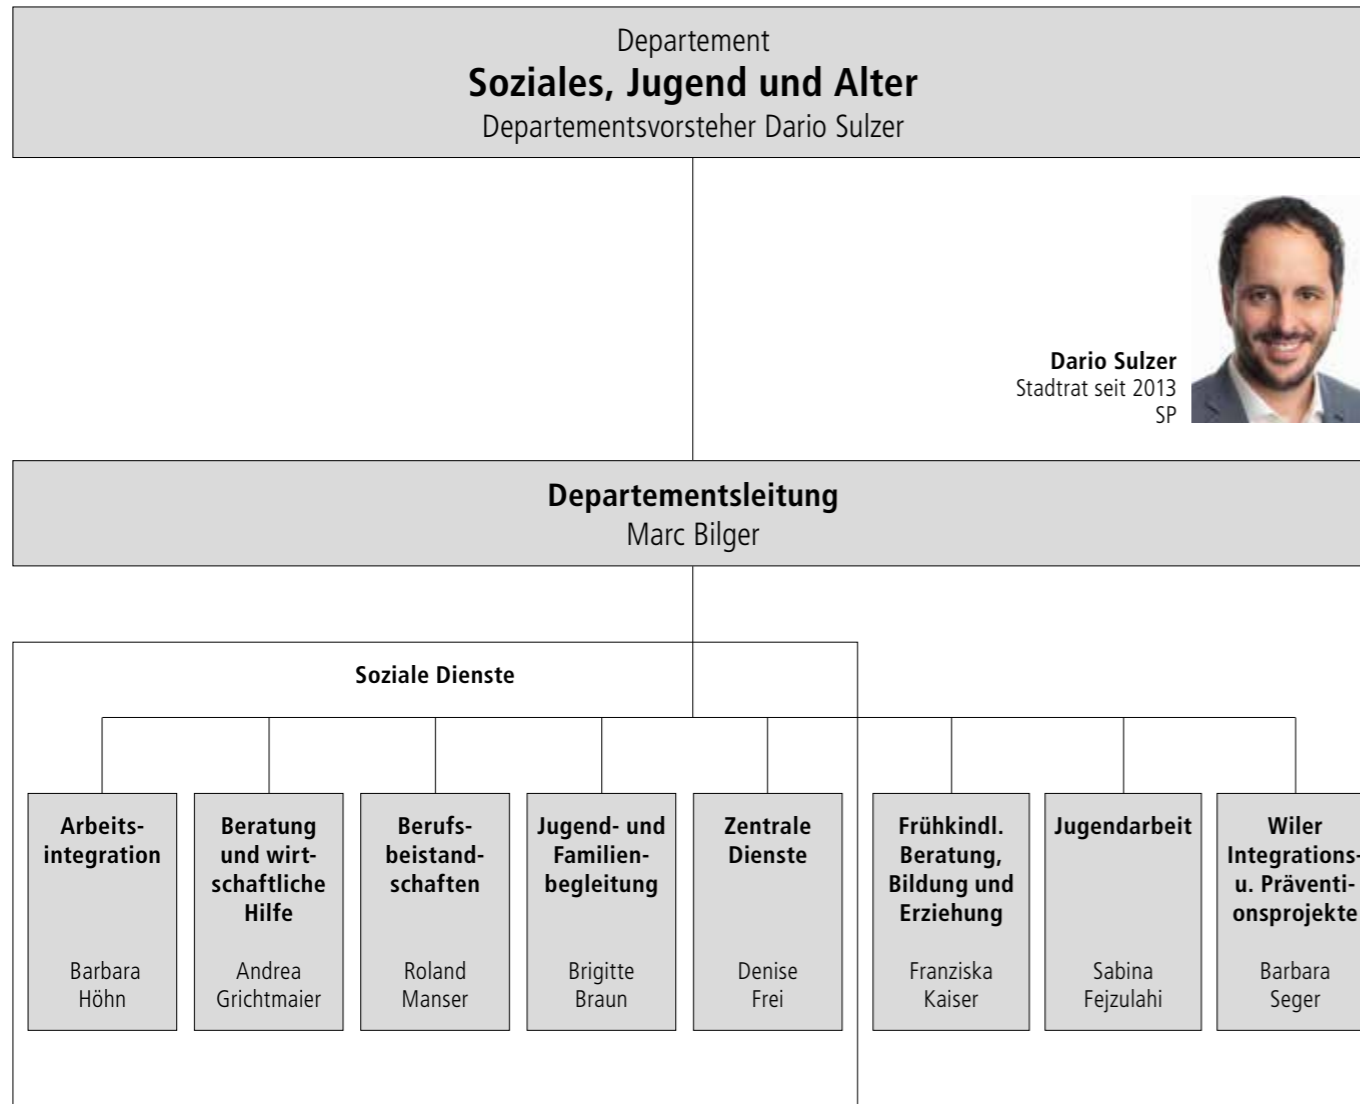 Departement
Soziales, Jugend und Alter
Departementsvorsteher Dario Sulzer
Dario Sulzer
Stadtrat seit 2013
SP
Departementsleitung
Marc Bilger
Soziale Dienste
Arbeits-
integration
Barbara
Höhn
Beratung
und wirt-
schaftliche
Hilfe
Andrea
Grichtmaier
Berufs-
beistand-
schaften
Roland
Manser
Jugend- und
Familien-
begleitung
Brigitte
Braun
Zentrale
Dienste
Denise
Frei
Frühkindl.
Beratung,
Bildung und
Erziehung
Franziska
Kaiser
Jugendarbeit
Sabina
Fejzulahi
Wiler
Integrations-
u. Präventi-
onsprojekte
Barbara
Seger